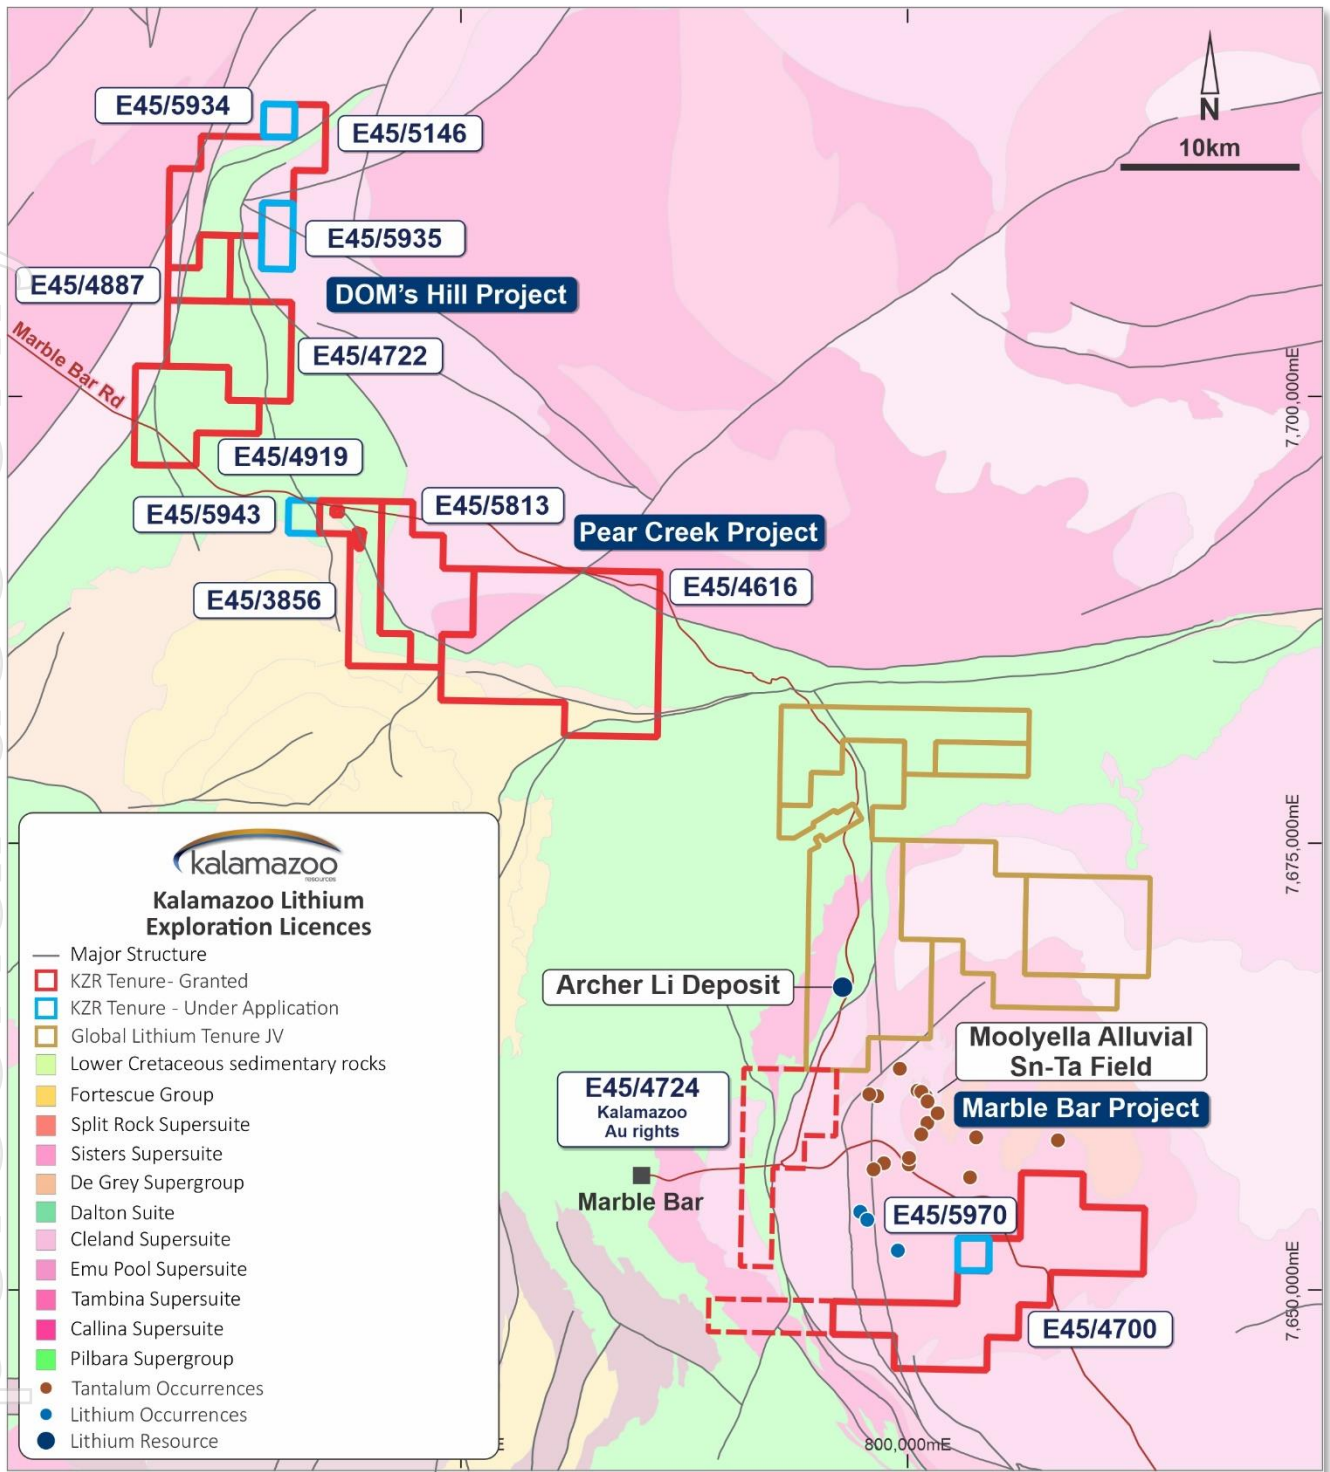 E45/5934
E45/5146
N
10km
E45/5935
E45/4887
DOM's Hill Project
Marble Bar Rd
E45/4722
7,700,000mE
E45/4919
E45/5943
E45/5813
Pear Creek Project
E45/3856
E45/4616
7,675,000mE
kalamazoo
resources
Kalamazoo Lithium
Exploration Licences
Major Structure
KZR Tenure- Granted
KZR Tenure - Under Application
Global Lithium Tenure JV
Lower Cretaceous sedimentary rocks
Fortescue Group
Split Rock Supersuite
Sisters Supersuite
De Grey Supergroup
Dalton Suite
Cleland Supersuite
Emu Pool Supersuite
Tambina Supersuite
Callina Supersuite
Pilbara Supergroup
Tantalum Occurrences
Lithium Occurrences
Lithium Resource
Archer Li Deposit
Moolyella Alluvial
Sn-Ta Field
E45/4724
Kalamazoo
Au rights
Marble Bar Project
Marble Bar
E45/5970
7,650,000mE
E45/4700
800,000mE